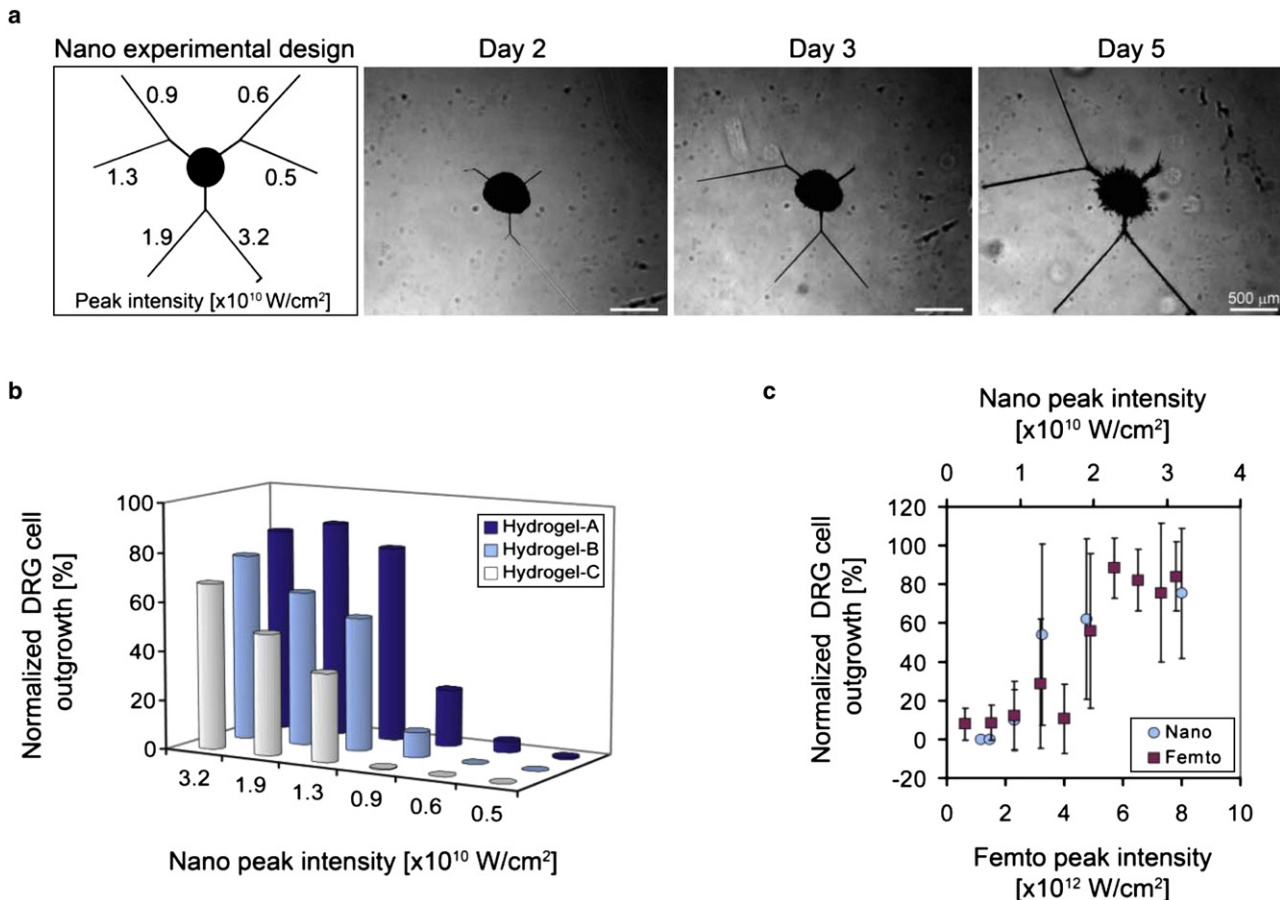 a
Nano experimental design
Day 2
Day 3
Day 5
0.9
0.6
1.3
0.5
1.9
3.2
Peak intensity [x10¹⁰ W/cm²]
500 µm
b
Normalized DRG cell
outgrowth [%]
100
80
60
40
20
0
Hydrogel-A
Hydrogel-B
Hydrogel-C
3.2
1.9
1.3
0.9
0.6
0.5
Nano peak intensity [x10¹⁰ W/cm²]
c
Nano peak intensity
[x10¹⁰ W/cm²]
0 1 2 3 4
Normalized DRG cell
outgrowth [%]
120
100
80
60
40
20
0
-20
Nano
Femto
0 2 4 6 8 10
Femto peak intensity
[x10¹² W/cm²]